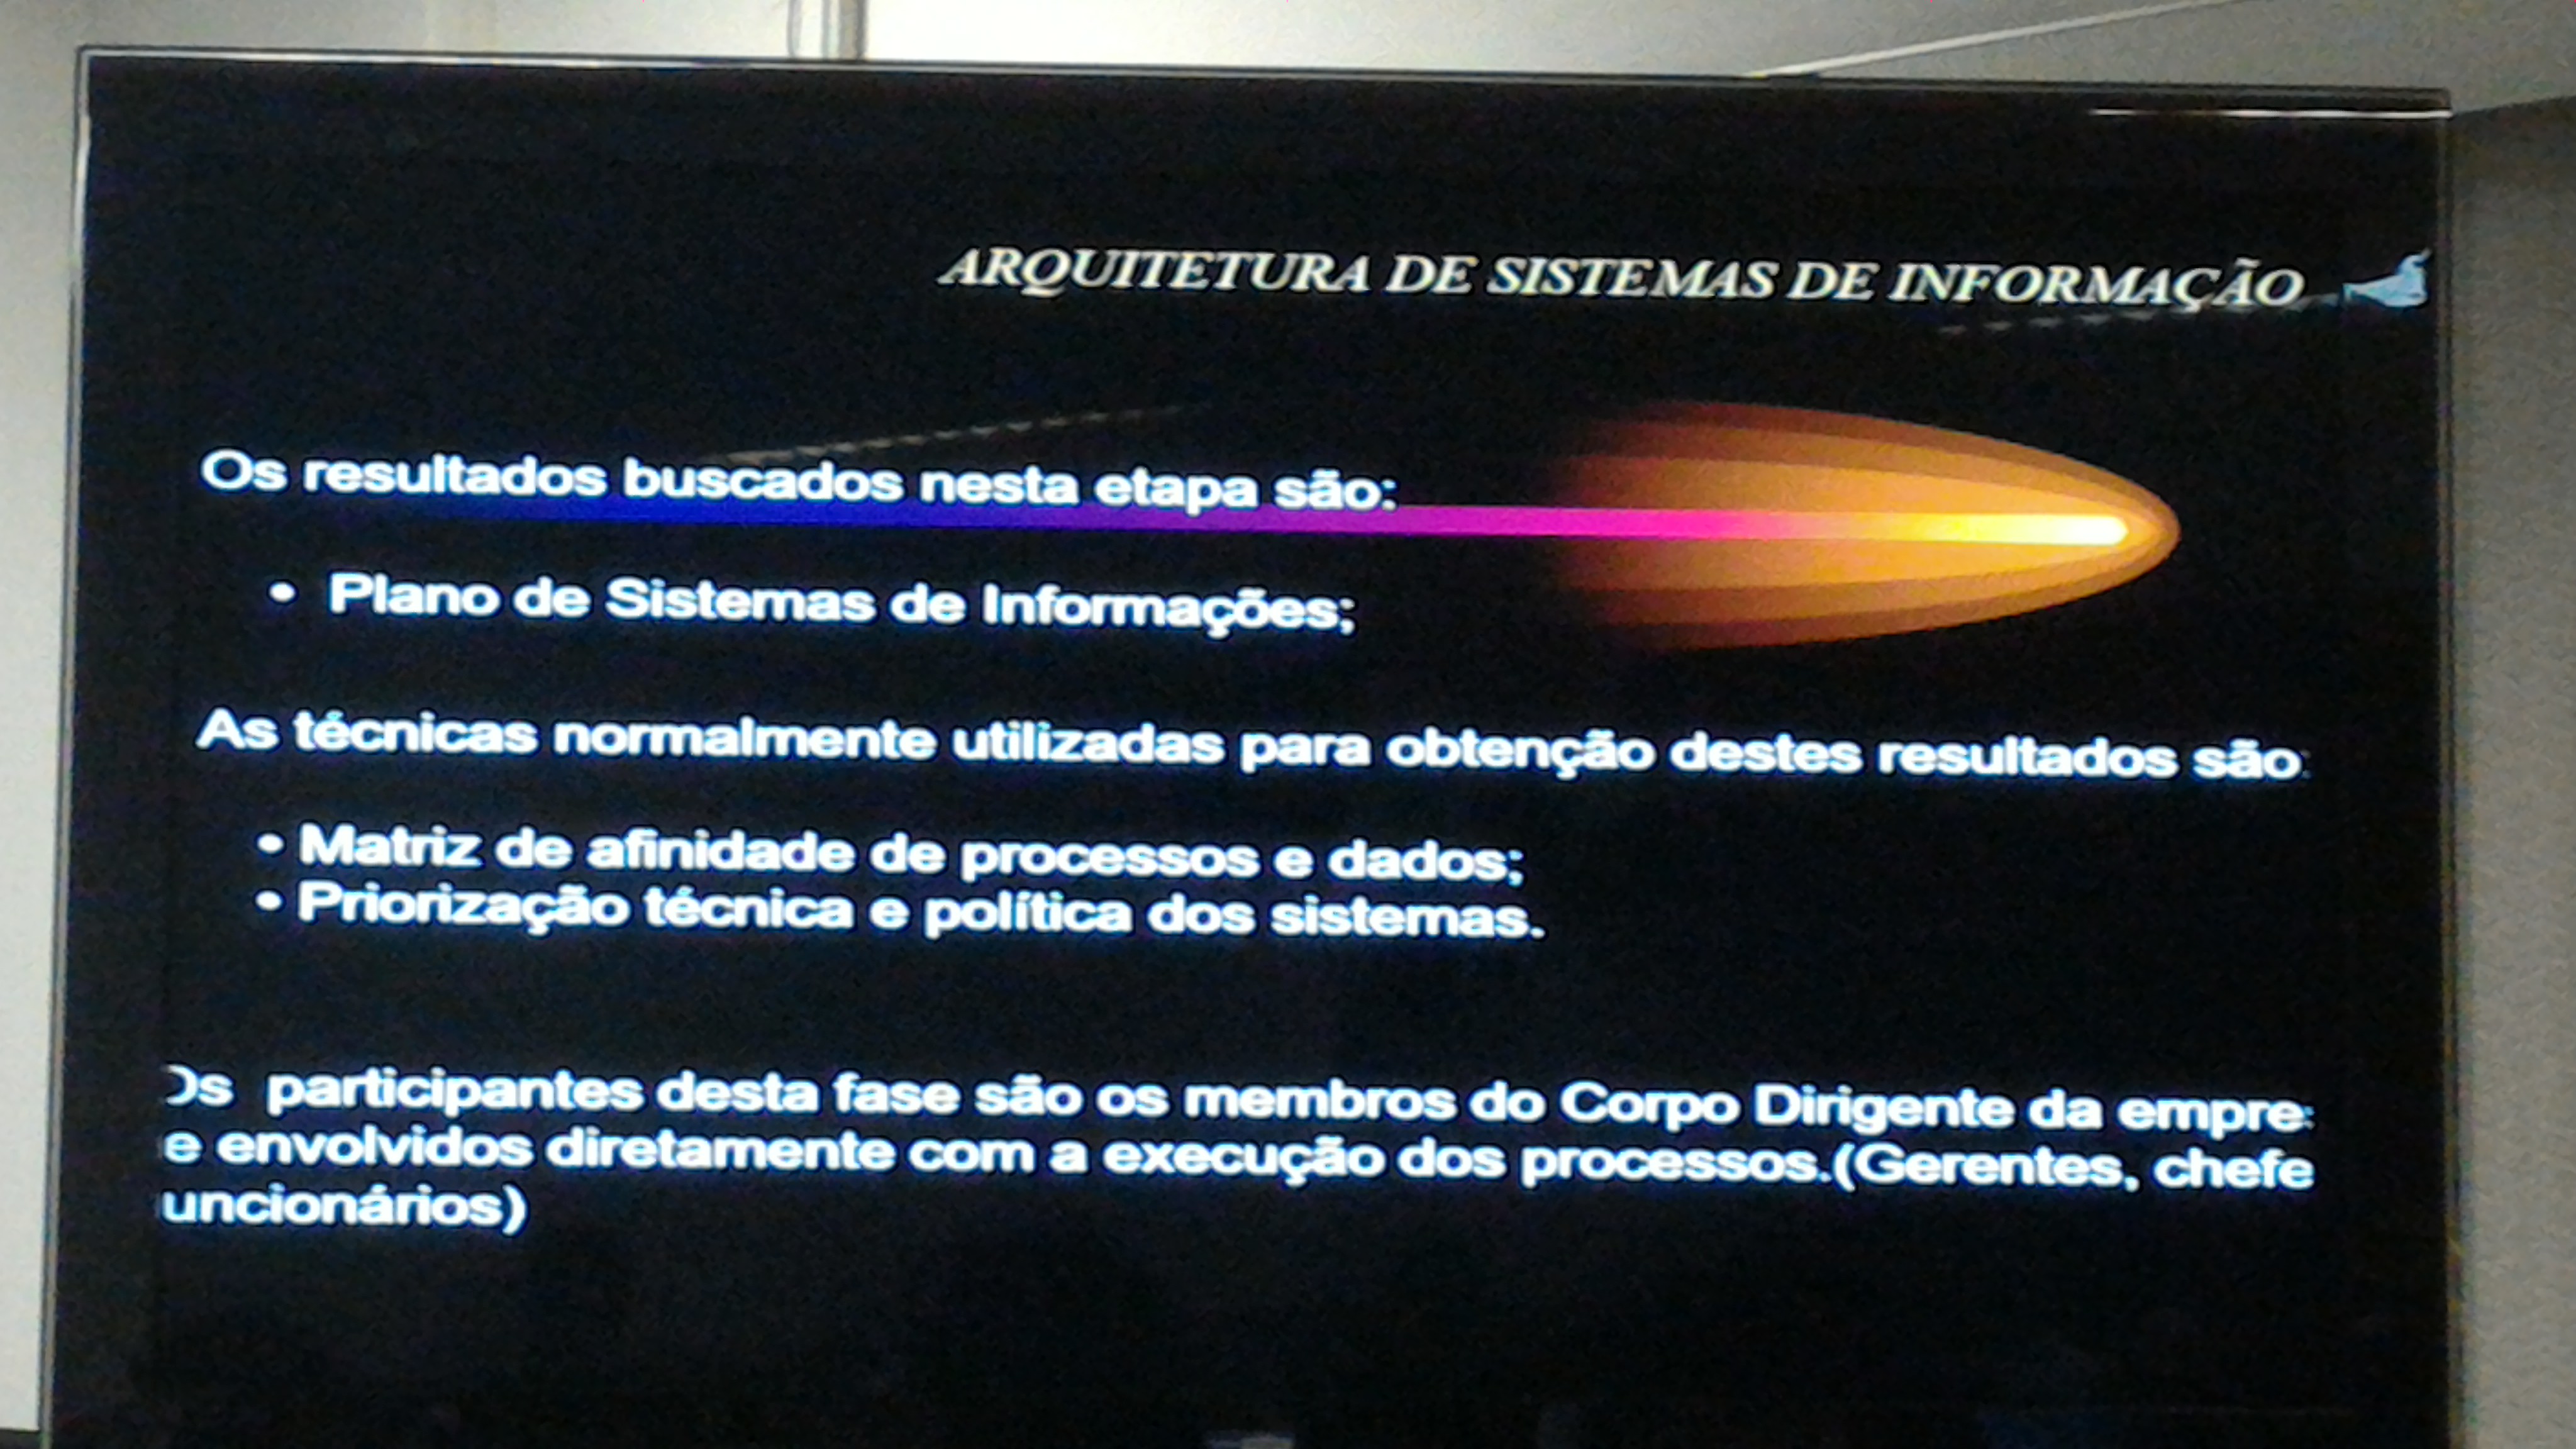 ARQUITETURA DE SISTEMAS DE INFORMAÇÃO
Os resultados buscados nesta etapa são:
• Plano de Sistemas de Informações;
As técnicas normalmente utilizadas para obtenção destes resultados são:
• Matriz de afinidade de processos e dados;
• Priorização técnica e política dos sistemas.
Os participantes desta fase são os membros do Corpo Dirigente da empre
e envolvidos diretamente com a execução dos processos.(Gerentes, chefe
uncionários)